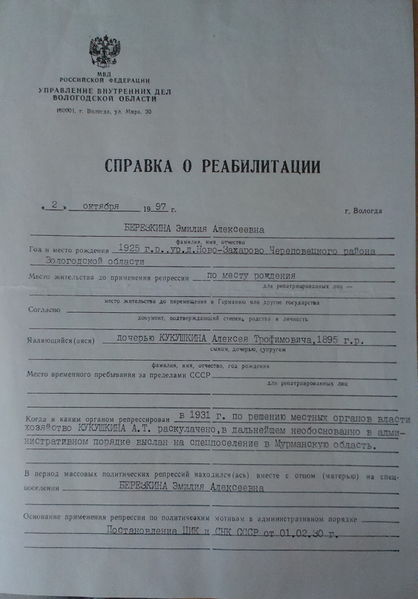 МВД
РОССИЙСКОЙ ФЕДЕРАЦИИ
УПРАВЛЕНИЕ ВНУТРЕННИХ ДЕЛ
ВОЛОГОДСКОЙ ОБЛАСТИ
160001, г. Вологда, ул. Мира, 30
СПРАВКА О РЕАБИЛИТАЦИИ
« 2 » октября 1997 г. г. Вологда
БЕРЕЗКИНА Эмилия Алексеевна
фамилия, имя, отчество
Год и место рождения 1925 г.р.,ур.д.Ново-Захарово Череповецкого района
Вологодской области
Место жительства до применения репрессии по месту рождения
для репатриированных лиц —
место жительства до перемещения в Германию или другие государства
Согласно
документ, подтверждающий степень родства и личность
Являющийся(аяся) дочерью КУКУШКИНА Алексея Трофимовича,1895 г.р.
сыном, дочерью, супругом
фамилия, имя, отчество, год рождения
Место временного пребывания за пределами СССР
для репатриированных лиц
Когда и каким органом репрессирован в 1931 г. по решению местных органов власти
хозяйство КУКУШКИНА А.Т. раскулачено,в дальнейшем необоснованно в адми-
нистративном порядке выслан на спецпоселение в Мурманскую область.
В период массовых политических репрессий находился(ась) вместе с отцом (матерью) на спец-
поселении БЕРЕЗКИНА Эмилия Алексеевна
Основание применения репрессии по политическим мотивам в административном порядке
Постановления ЦИК и СНК СССР от 01.02.30 г.